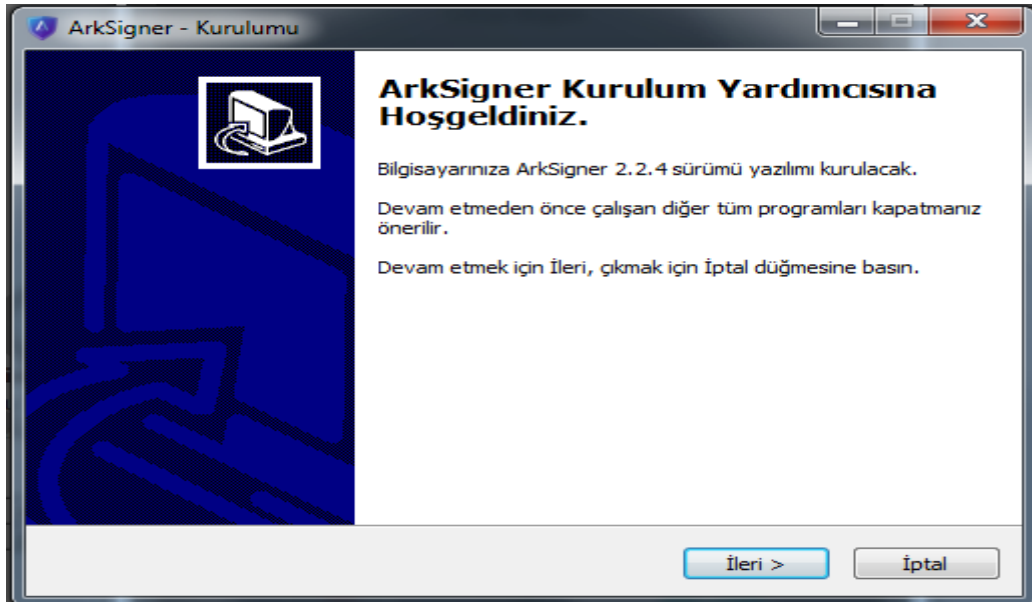 ArkSigner - Kurulumu
ArkSigner Kurulum Yardımcısına
Hoşgeldiniz.
Bilgisayarınıza ArkSigner 2.2.4 sürümü yazılımı kurulacak.
Devam etmeden önce çalışan diğer tüm programları kapatmanız
önerilir.
Devam etmek için İleri, çıkmak için İptal düğmesine basın.
İleri >
İptal